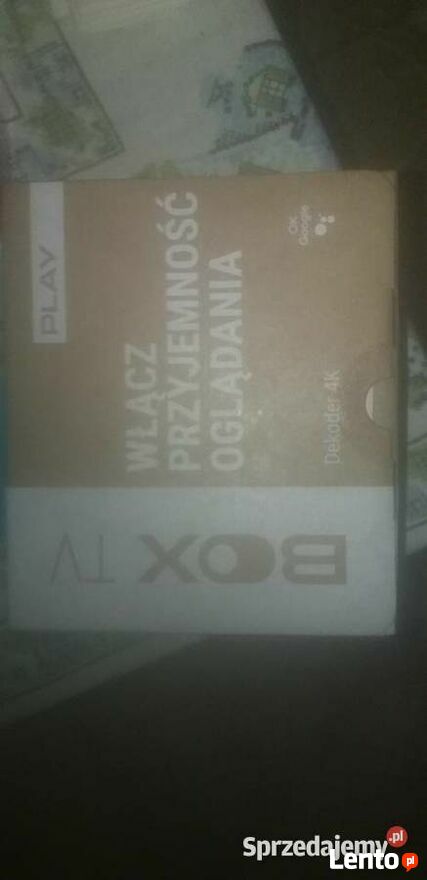 PLAY
WŁĄCZ
PRZYJEMNOŚĆ
OGLĄDANIA
OK
Google
Dekoder 4K
BOX TV
Sprzedajemy.pl
Lento.pl